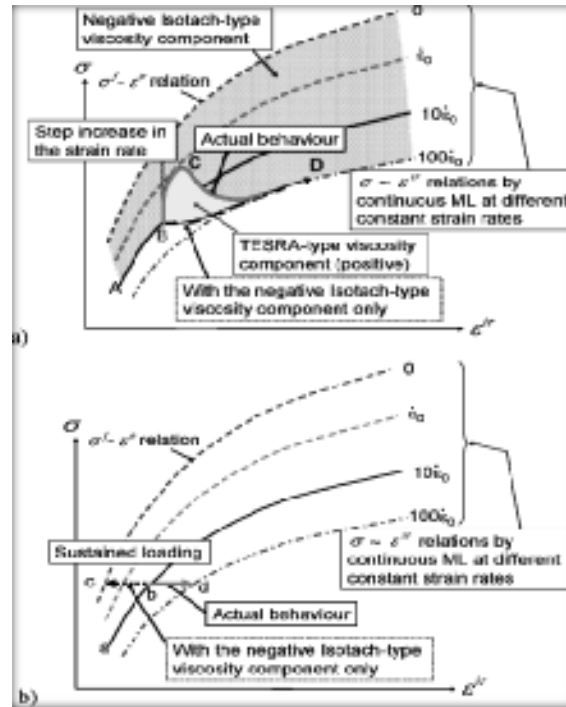 Negative Isotach-type
viscosity component
0
σ
σᶠ– εⁱʳ
relation
ε̇₀
Step increase in
the strain rate
Actual behaviour
10ε̇₀
C
D
100ε̇₀
B
σ ~ εⁱʳ relations by
continuous ML at different
constant strain rates
TESRA-type viscosity
component (positive)
A
With the negative Isotach-type
viscosity component only
εⁱʳ
a)
0
σ
σᶠ– εⁱʳ relation
ε̇₀
10ε̇₀
100ε̇₀
Sustained loading
σ ~ εⁱʳ relations by
continuous ML at different
constant strain rates
c
b
d
Actual behaviour
a
With the negative Isotach-type
viscosity component only
b)
εⁱʳ